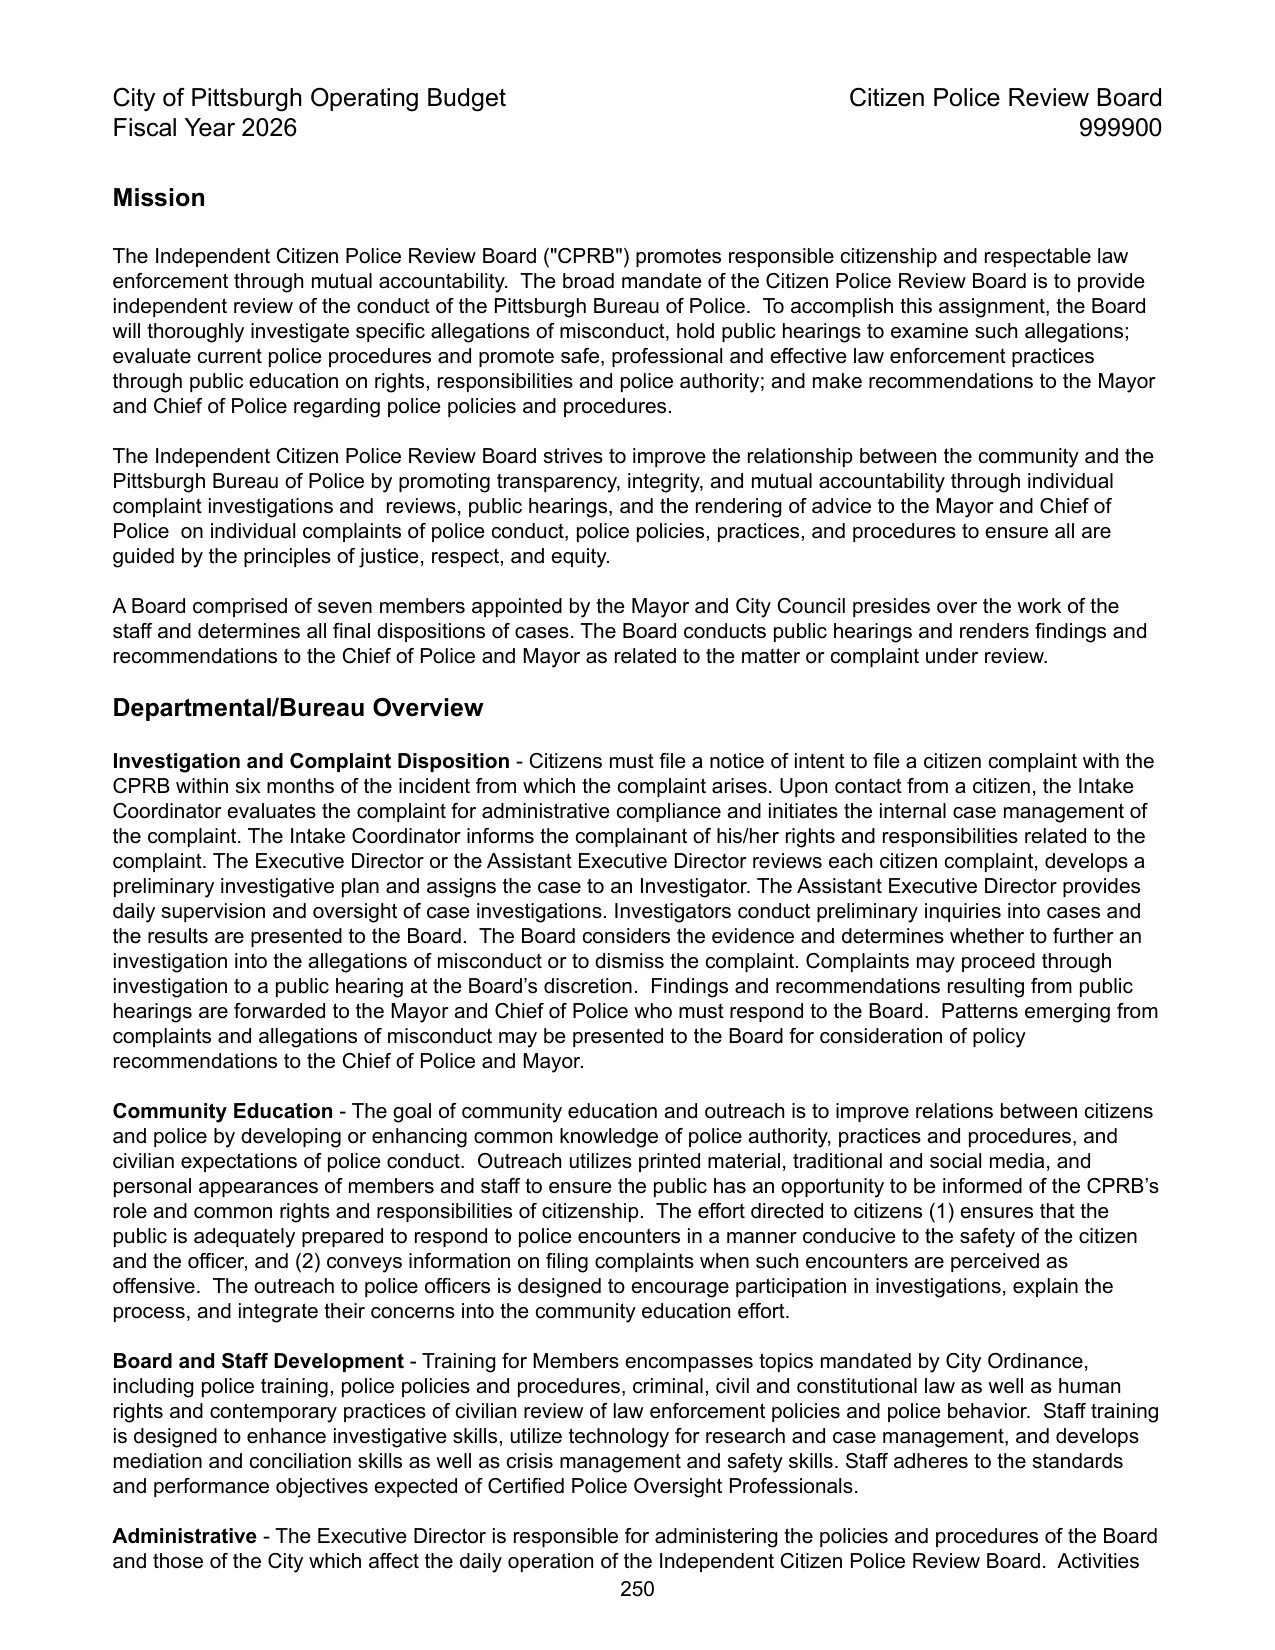 City of Pittsburgh Operating Budget
Fiscal Year 2026
Citizen Police Review Board
999900
Mission
The Independent Citizen Police Review Board ("CPRB") promotes responsible citizenship and respectable law
enforcement through mutual accountability.  The broad mandate of the Citizen Police Review Board is to provide
independent review of the conduct of the Pittsburgh Bureau of Police.  To accomplish this assignment, the Board
will thoroughly investigate specific allegations of misconduct, hold public hearings to examine such allegations;
evaluate current police procedures and promote safe, professional and effective law enforcement practices
through public education on rights, responsibilities and police authority; and make recommendations to the Mayor
and Chief of Police regarding police policies and procedures.
The Independent Citizen Police Review Board strives to improve the relationship between the community and the
Pittsburgh Bureau of Police by promoting transparency, integrity, and mutual accountability through individual
complaint investigations and  reviews, public hearings, and the rendering of advice to the Mayor and Chief of
Police  on individual complaints of police conduct, police policies, practices, and procedures to ensure all are
guided by the principles of justice, respect, and equity.
A Board comprised of seven members appointed by the Mayor and City Council presides over the work of the
staff and determines all final dispositions of cases. The Board conducts public hearings and renders findings and
recommendations to the Chief of Police and Mayor as related to the matter or complaint under review.
Departmental/Bureau Overview
Investigation and Complaint Disposition - Citizens must file a notice of intent to file a citizen complaint with the
CPRB within six months of the incident from which the complaint arises. Upon contact from a citizen, the Intake
Coordinator evaluates the complaint for administrative compliance and initiates the internal case management of
the complaint. The Intake Coordinator informs the complainant of his/her rights and responsibilities related to the
complaint. The Executive Director or the Assistant Executive Director reviews each citizen complaint, develops a
preliminary investigative plan and assigns the case to an Investigator. The Assistant Executive Director provides
daily supervision and oversight of case investigations. Investigators conduct preliminary inquiries into cases and
the results are presented to the Board.  The Board considers the evidence and determines whether to further an
investigation into the allegations of misconduct or to dismiss the complaint. Complaints may proceed through
investigation to a public hearing at the Board’s discretion.  Findings and recommendations resulting from public
hearings are forwarded to the Mayor and Chief of Police who must respond to the Board.  Patterns emerging from
complaints and allegations of misconduct may be presented to the Board for consideration of policy
recommendations to the Chief of Police and Mayor.
Community Education - The goal of community education and outreach is to improve relations between citizens
and police by developing or enhancing common knowledge of police authority, practices and procedures, and
civilian expectations of police conduct.  Outreach utilizes printed material, traditional and social media, and
personal appearances of members and staff to ensure the public has an opportunity to be informed of the CPRB’s
role and common rights and responsibilities of citizenship.  The effort directed to citizens (1) ensures that the
public is adequately prepared to respond to police encounters in a manner conducive to the safety of the citizen
and the officer, and (2) conveys information on filing complaints when such encounters are perceived as
offensive.  The outreach to police officers is designed to encourage participation in investigations, explain the
process, and integrate their concerns into the community education effort.
Board and Staff Development - Training for Members encompasses topics mandated by City Ordinance,
including police training, police policies and procedures, criminal, civil and constitutional law as well as human
rights and contemporary practices of civilian review of law enforcement policies and police behavior.  Staff training
is designed to enhance investigative skills, utilize technology for research and case management, and develops
mediation and conciliation skills as well as crisis management and safety skills. Staff adheres to the standards
and performance objectives expected of Certified Police Oversight Professionals.
Administrative - The Executive Director is responsible for administering the policies and procedures of the Board
and those of the City which affect the daily operation of the Independent Citizen Police Review Board.  Activities
250